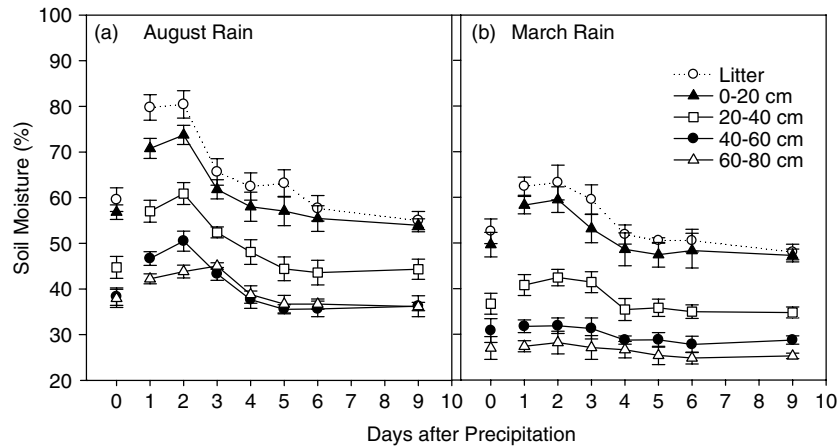 (a) August Rain
(b) March Rain
Litter
0-20 cm
20-40 cm
40-60 cm
60-80 cm
Soil Moisture (%)
100
90
80
70
60
50
40
30
20
0 1 2 3 4 5 6 7 8 9 10
0 1 2 3 4 5 6 7 8 9 10
Days after Precipitation